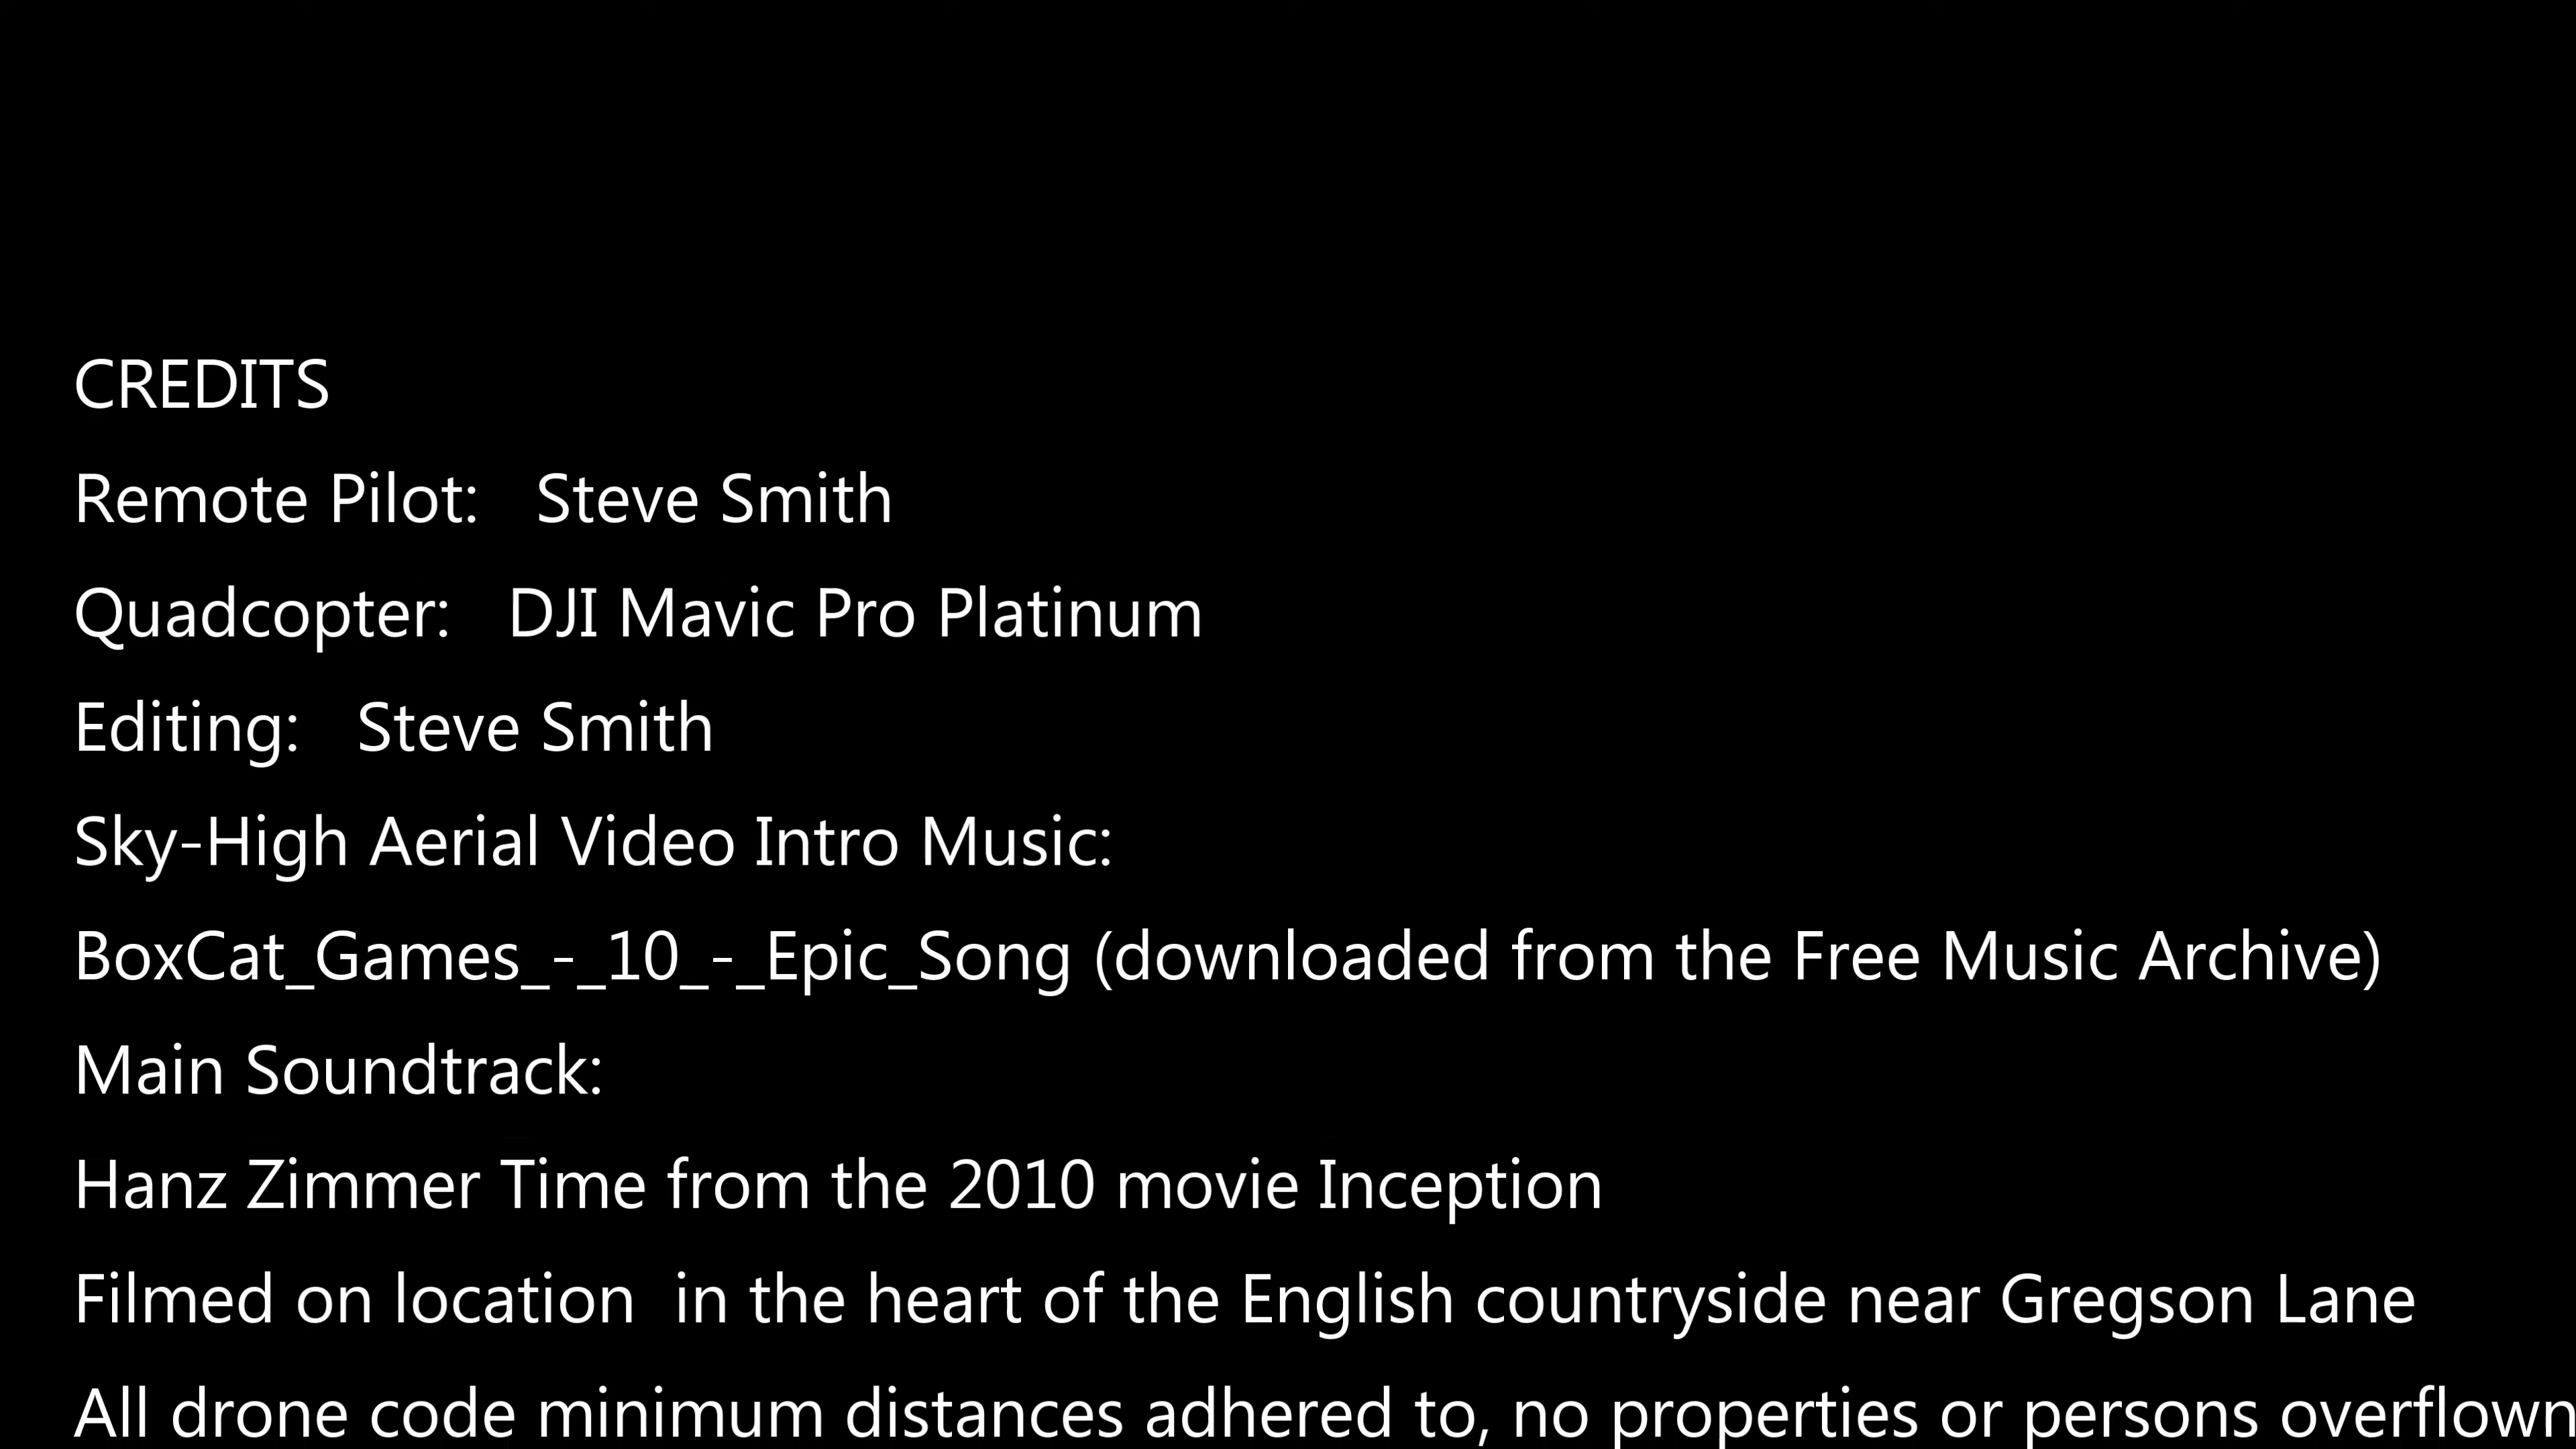 CREDITS
Remote Pilot:   Steve Smith
Quadcopter:   DJI Mavic Pro Platinum
Editing:   Steve Smith
Sky-High Aerial Video Intro Music:
BoxCat_Games_-_10_-_Epic_Song (downloaded from the Free Music Archive)
Main Soundtrack:
Hanz Zimmer Time from the 2010 movie Inception
Filmed on location  in the heart of the English countryside near Gregson Lane
All drone code minimum distances adhered to, no properties or persons overflown